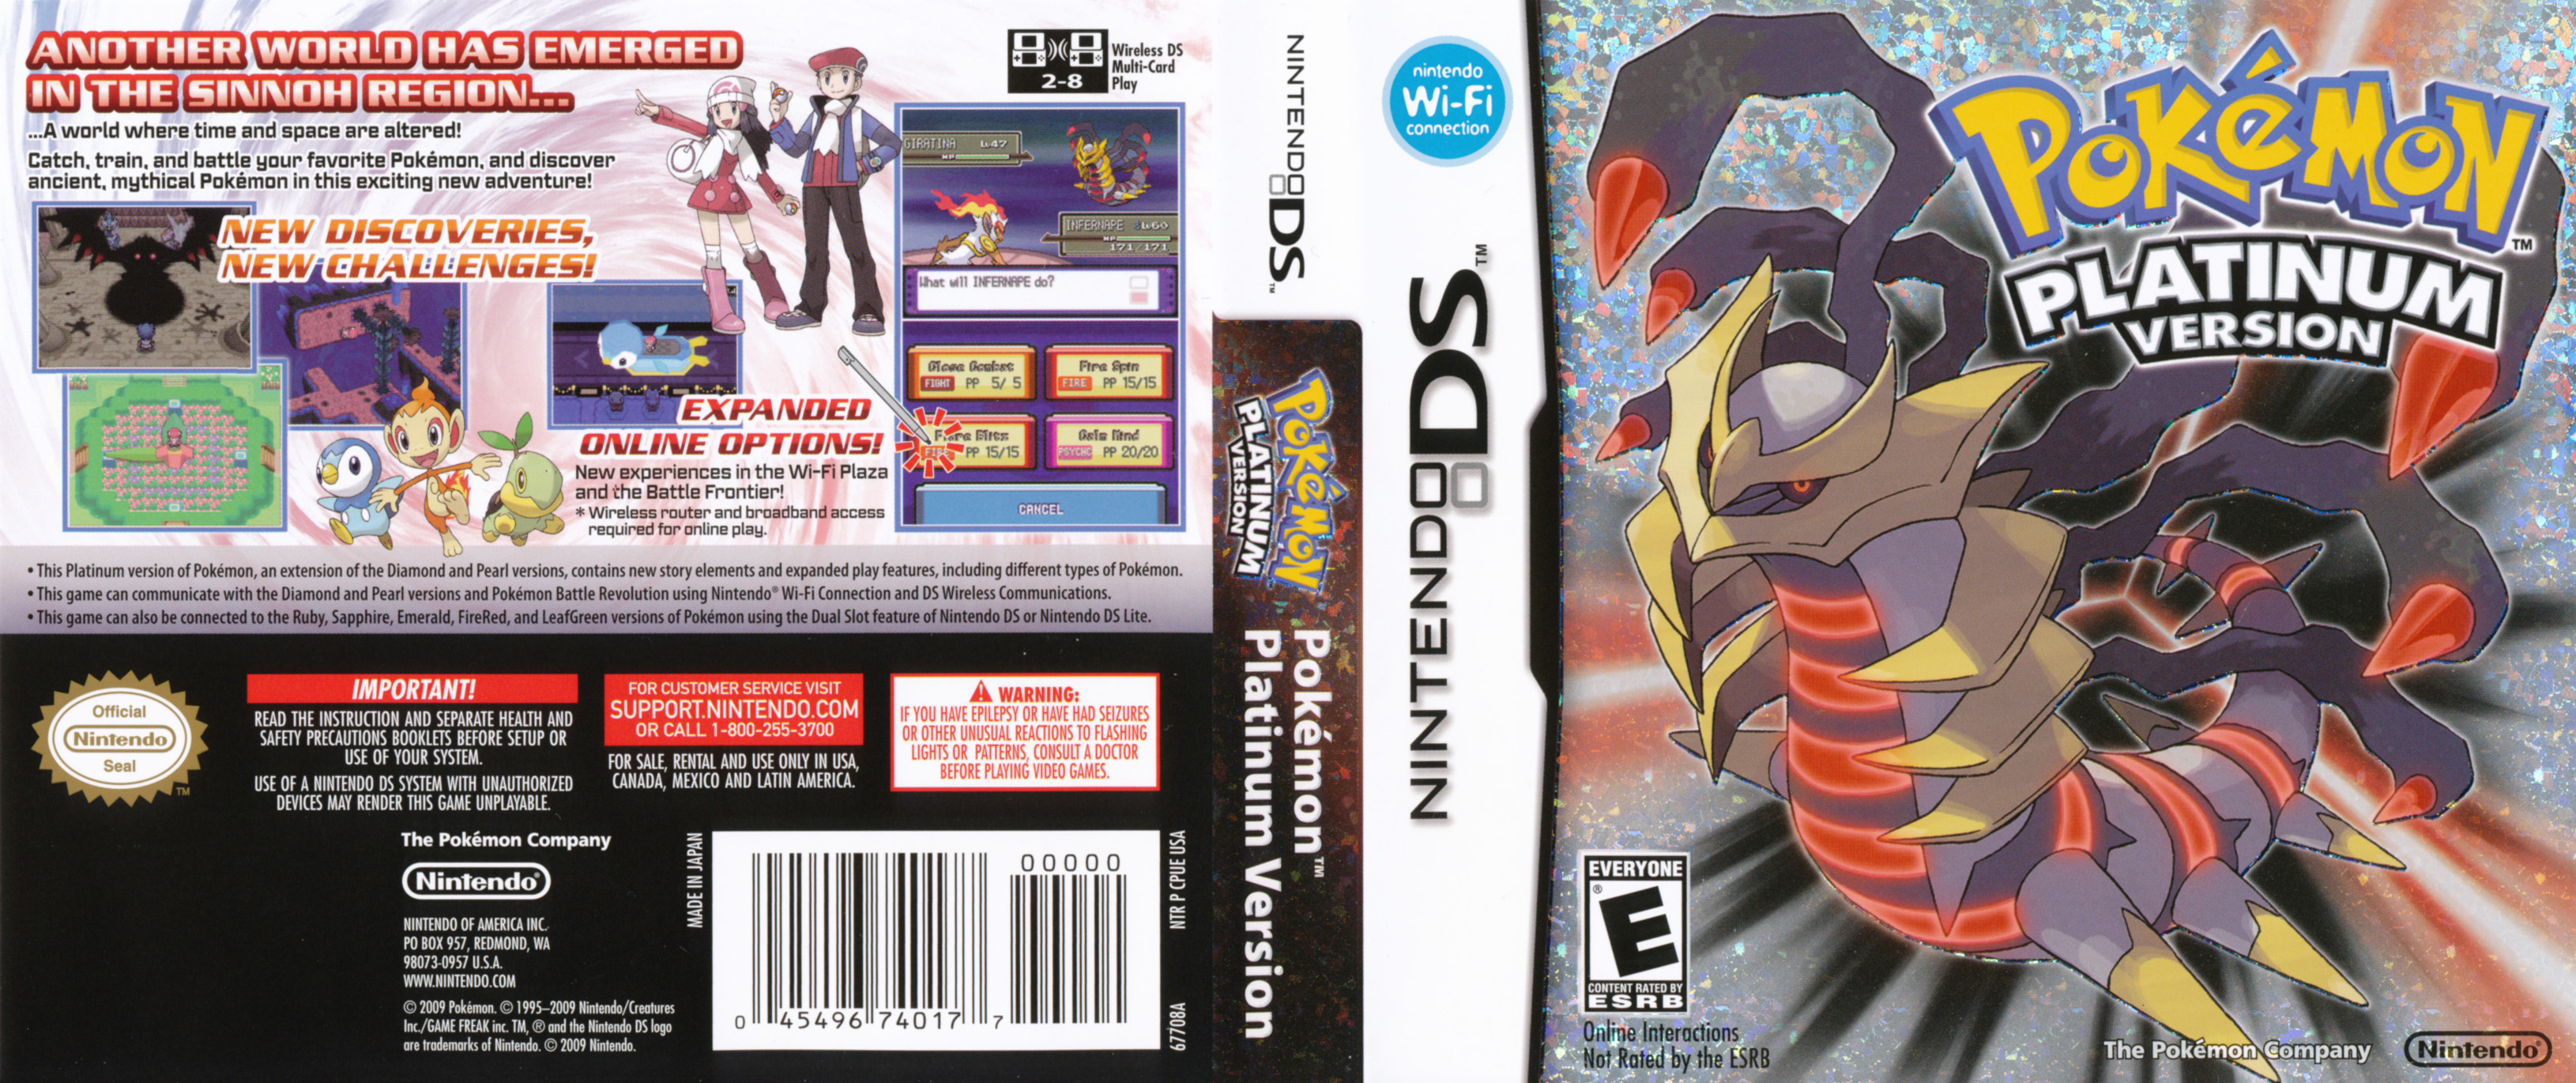 ANOTHER WORLD HAS EMERGED
IN THE SINNOH REGION...
...A world where time and space are altered!
Catch, train, and battle your favorite Pokémon, and discover
ancient, mythical Pokémon in this exciting new adventure!
NEW DISCOVERIES,
NEW CHALLENGES!
EXPANDED
ONLINE OPTIONS!
New experiences in the Wi-Fi Plaza
and the Battle Frontier!
* Wireless router and broadband access
required for online play.
2-8
Wireless DS
Multi-Card
Play
GIRATINA Lv47
HP
INFERNAPE ♂Lv60
HP
171/171
What will INFERNAPE do?
Close Combat
FIGHT PP 5/ 5
Fire Spin
FIRE PP 15/15
Flare Blitz
FIRE PP 15/15
Calm Mind
PSYCHC PP 20/20
CANCEL
• This Platinum version of Pokémon, an extension of the Diamond and Pearl versions, contains new story elements and expanded play features, including different types of Pokémon.
• This game can communicate with the Diamond and Pearl versions and Pokémon Battle Revolution using Nintendo® Wi-Fi Connection and DS Wireless Communications.
• This game can also be connected to the Ruby, Sapphire, Emerald, FireRed, and LeafGreen versions of Pokémon using the Dual Slot feature of Nintendo DS or Nintendo DS Lite.
Official
Nintendo
Seal
TM
IMPORTANT!
READ THE INSTRUCTION AND SEPARATE HEALTH AND
SAFETY PRECAUTIONS BOOKLETS BEFORE SETUP OR
USE OF YOUR SYSTEM.
USE OF A NINTENDO DS SYSTEM WITH UNAUTHORIZED
DEVICES MAY RENDER THIS GAME UNPLAYABLE.
FOR CUSTOMER SERVICE VISIT
SUPPORT.NINTENDO.COM
OR CALL 1-800-255-3700
FOR SALE, RENTAL AND USE ONLY IN USA,
CANADA, MEXICO AND LATIN AMERICA.
WARNING:
IF YOU HAVE EPILEPSY OR HAVE HAD SEIZURES
OR OTHER UNUSUAL REACTIONS TO FLASHING
LIGHTS OR PATTERNS, CONSULT A DOCTOR
BEFORE PLAYING VIDEO GAMES.
The Pokémon Company
Nintendo®
NINTENDO OF AMERICA INC.
PO BOX 957, REDMOND, WA
98073-0957 U.S.A.
WWW.NINTENDO.COM
© 2009 Pokémon. © 1995–2009 Nintendo/Creatures
Inc./GAME FREAK inc. TM, ® and the Nintendo DS logo
are trademarks of Nintendo. © 2009 Nintendo.
MADE IN JAPAN
00000
0 45496 74017 7
NTR P CPUE USA
67708A
NINTENDO DS™
POKéMON
PLATINUM
VERSION
Pokémon™
Platinum Version
nintendo
Wi-Fi
connection
NINTENDO DS™
POKéMON™
PLATINUM
VERSION
EVERYONE
E®
CONTENT RATED BY
ESRB
Online Interactions
Not Rated by the ESRB
The Pokémon Company
Nintendo®